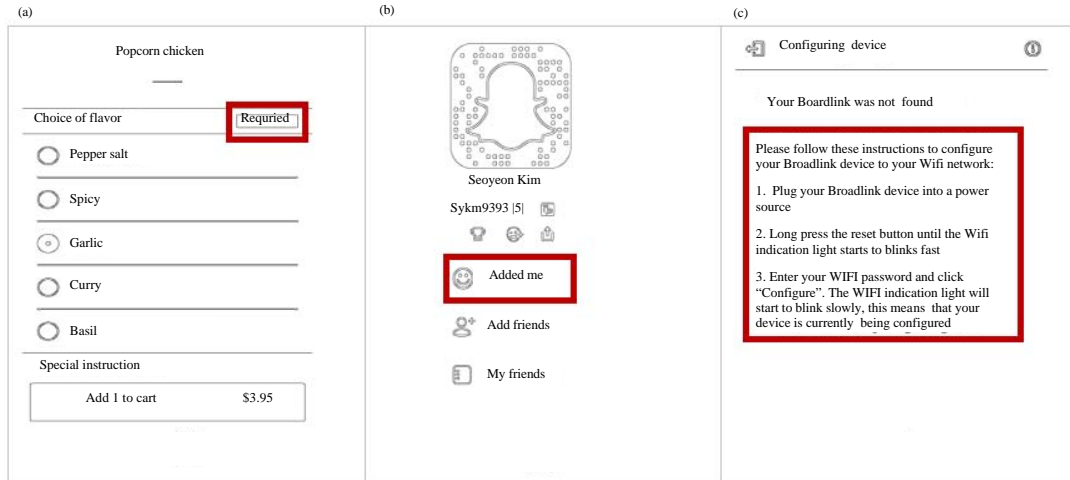 (a)
Popcorn chicken
Choice of flavor
Requried
Pepper salt
Spicy
Garlic
Curry
Basil
Special instruction
Add 1 to cart $3.95
(b)
Seoyeon Kim
Sykm9393 |5|
Added me
Add friends
My friends
(c)
Configuring device
Your Boardlink was not found
Please follow these instructions to configure
your Broadlink device to your Wifi network:
1. Plug your Broadlink device into a power
source
2. Long press the reset button until the Wifi
indication light starts to blinks fast
3. Enter your WIFI password and click
“Configure”. The WIFI indication light will
start to blink slowly, this means that your
device is currently being configured